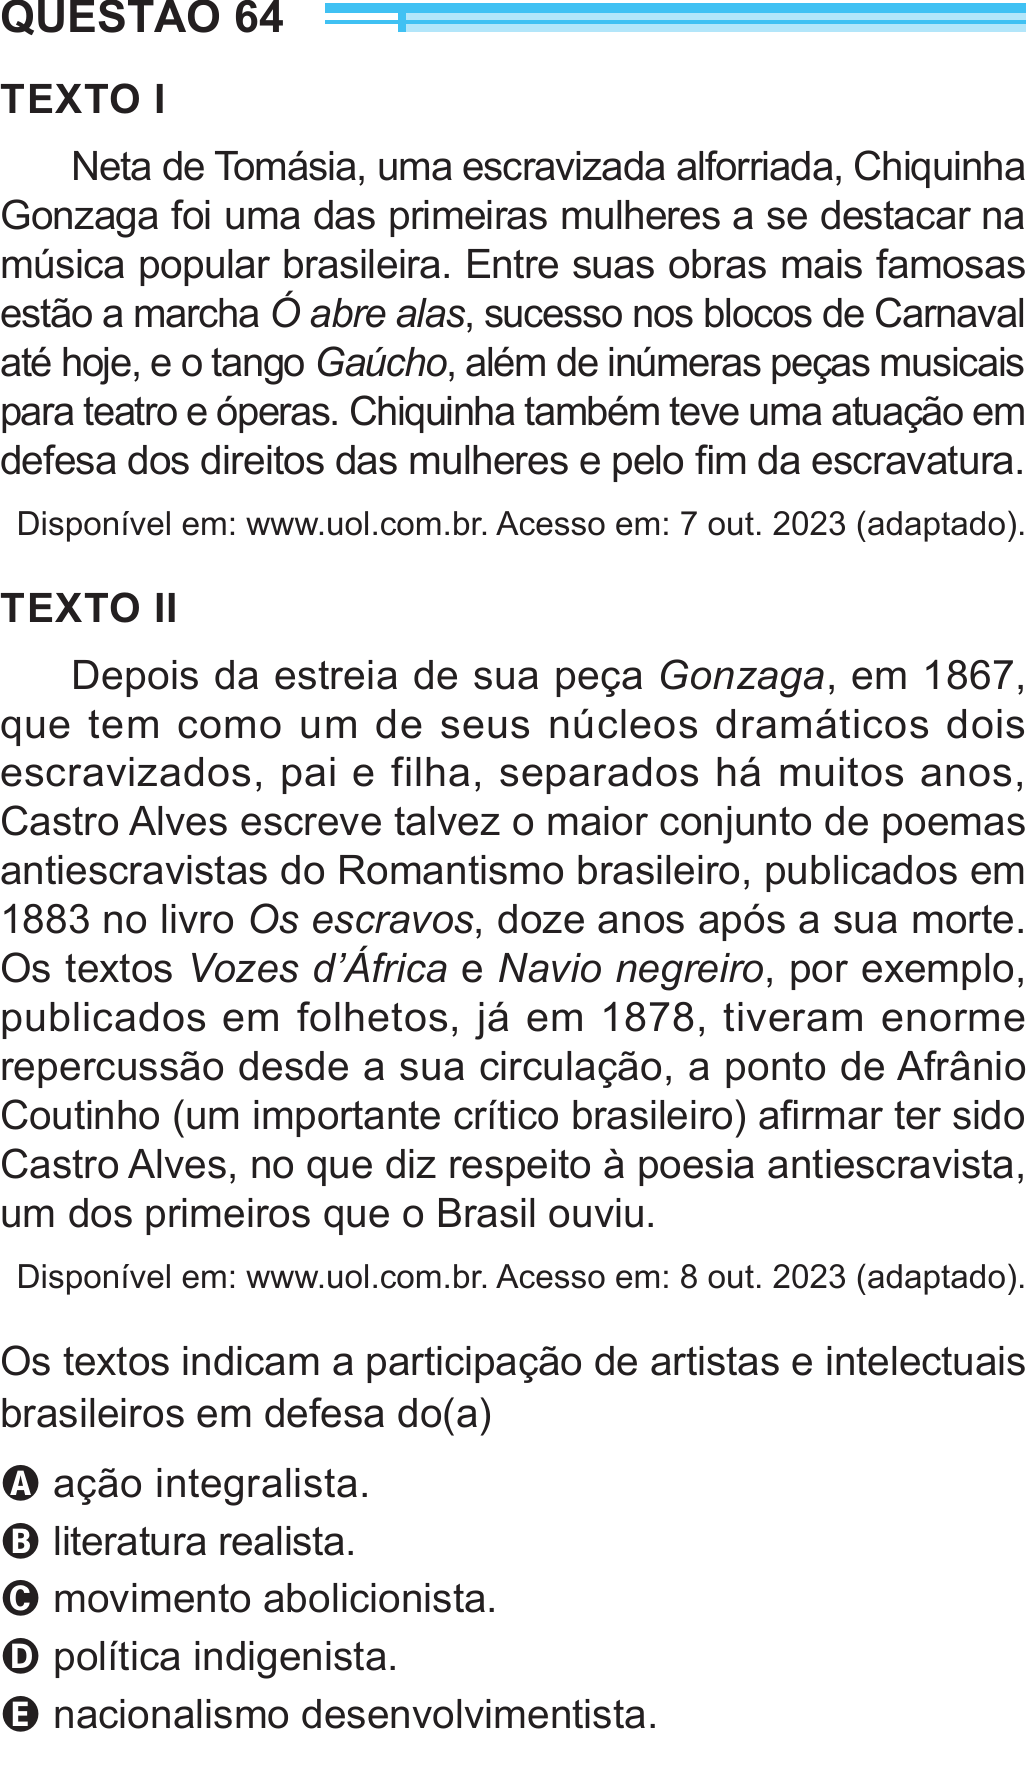 QUESTÃO 64
TEXTO I
Neta de Tomásia, uma escravizada alforriada, Chiquinha
Gonzaga foi uma das primeiras mulheres a se destacar na
música popular brasileira. Entre suas obras mais famosas
estão a marcha Ó abre alas, sucesso nos blocos de Carnaval
até hoje, e o tango Gaúcho, além de inúmeras peças musicais
para teatro e óperas. Chiquinha também teve uma atuação em
defesa dos direitos das mulheres e pelo fim da escravatura.
Disponível em: www.uol.com.br. Acesso em: 7 out. 2023 (adaptado).
TEXTO II
Depois da estreia de sua peça Gonzaga, em 1867,
que tem como um de seus núcleos dramáticos dois
escravizados, pai e filha, separados há muitos anos,
Castro Alves escreve talvez o maior conjunto de poemas
antiescravistas do Romantismo brasileiro, publicados em
1883 no livro Os escravos, doze anos após a sua morte.
Os textos Vozes d’África e Navio negreiro, por exemplo,
publicados em folhetos, já em 1878, tiveram enorme
repercussão desde a sua circulação, a ponto de Afrânio
Coutinho (um importante crítico brasileiro) afirmar ter sido
Castro Alves, no que diz respeito à poesia antiescravista,
um dos primeiros que o Brasil ouviu.
Disponível em: www.uol.com.br. Acesso em: 8 out. 2023 (adaptado).
Os textos indicam a participação de artistas e intelectuais
brasileiros em defesa do(a)
A ação integralista.
B literatura realista.
C movimento abolicionista.
D política indigenista.
E nacionalismo desenvolvimentista.